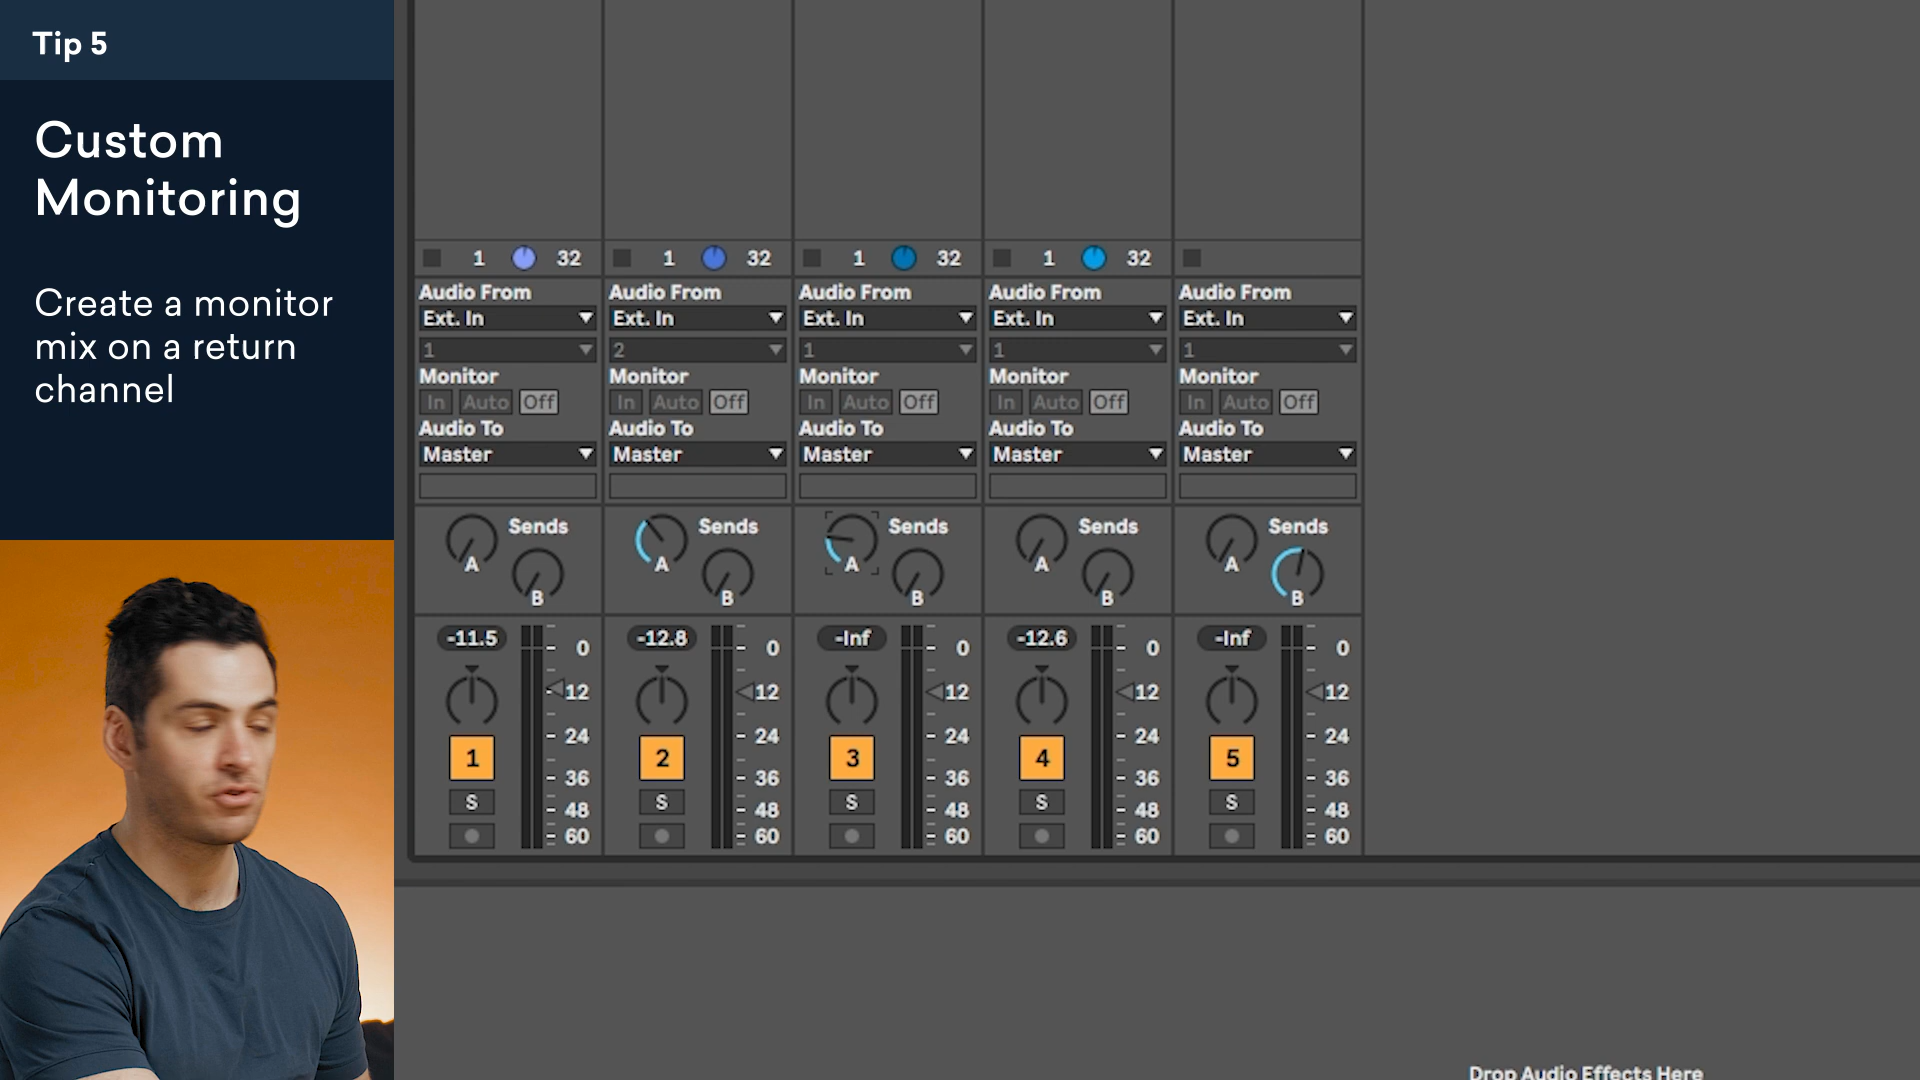 Tip 5
Custom
Monitoring
Create a monitor
mix on a return
channel
1 32 1 32 1 32 1 32
Audio From Audio From Audio From Audio From Audio From
Ext. In Ext. In Ext. In Ext. In Ext. In
1 2 1 1 1
Monitor Monitor Monitor Monitor Monitor
In Auto Off In Auto Off In Auto Off In Auto Off In Auto Off
Audio To Audio To Audio To Audio To Audio To
Master Master Master Master Master
Sends Sends Sends Sends Sends
A A A A A
B B B B B
-11.5 0 -12.8 0 -Inf 0 -12.6 0 -Inf 0
12 12 12 12 12
24 24 24 24 24
1 2 3 4 5
36 36 36 36 36
S 48 S 48 S 48 S 48 S 48
60 60 60 60 60
Drop Audio Effects Here